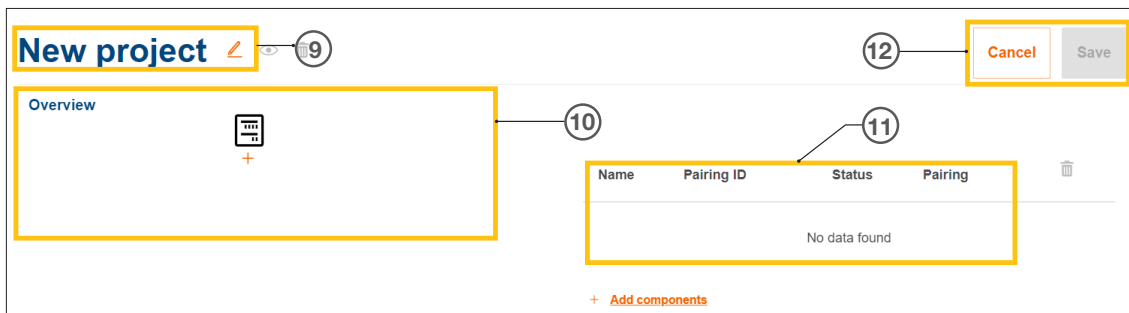 New project
9
12
Cancel
Save
Overview
10
11
Name
Pairing ID
Status
Pairing
No data found
+ Add components